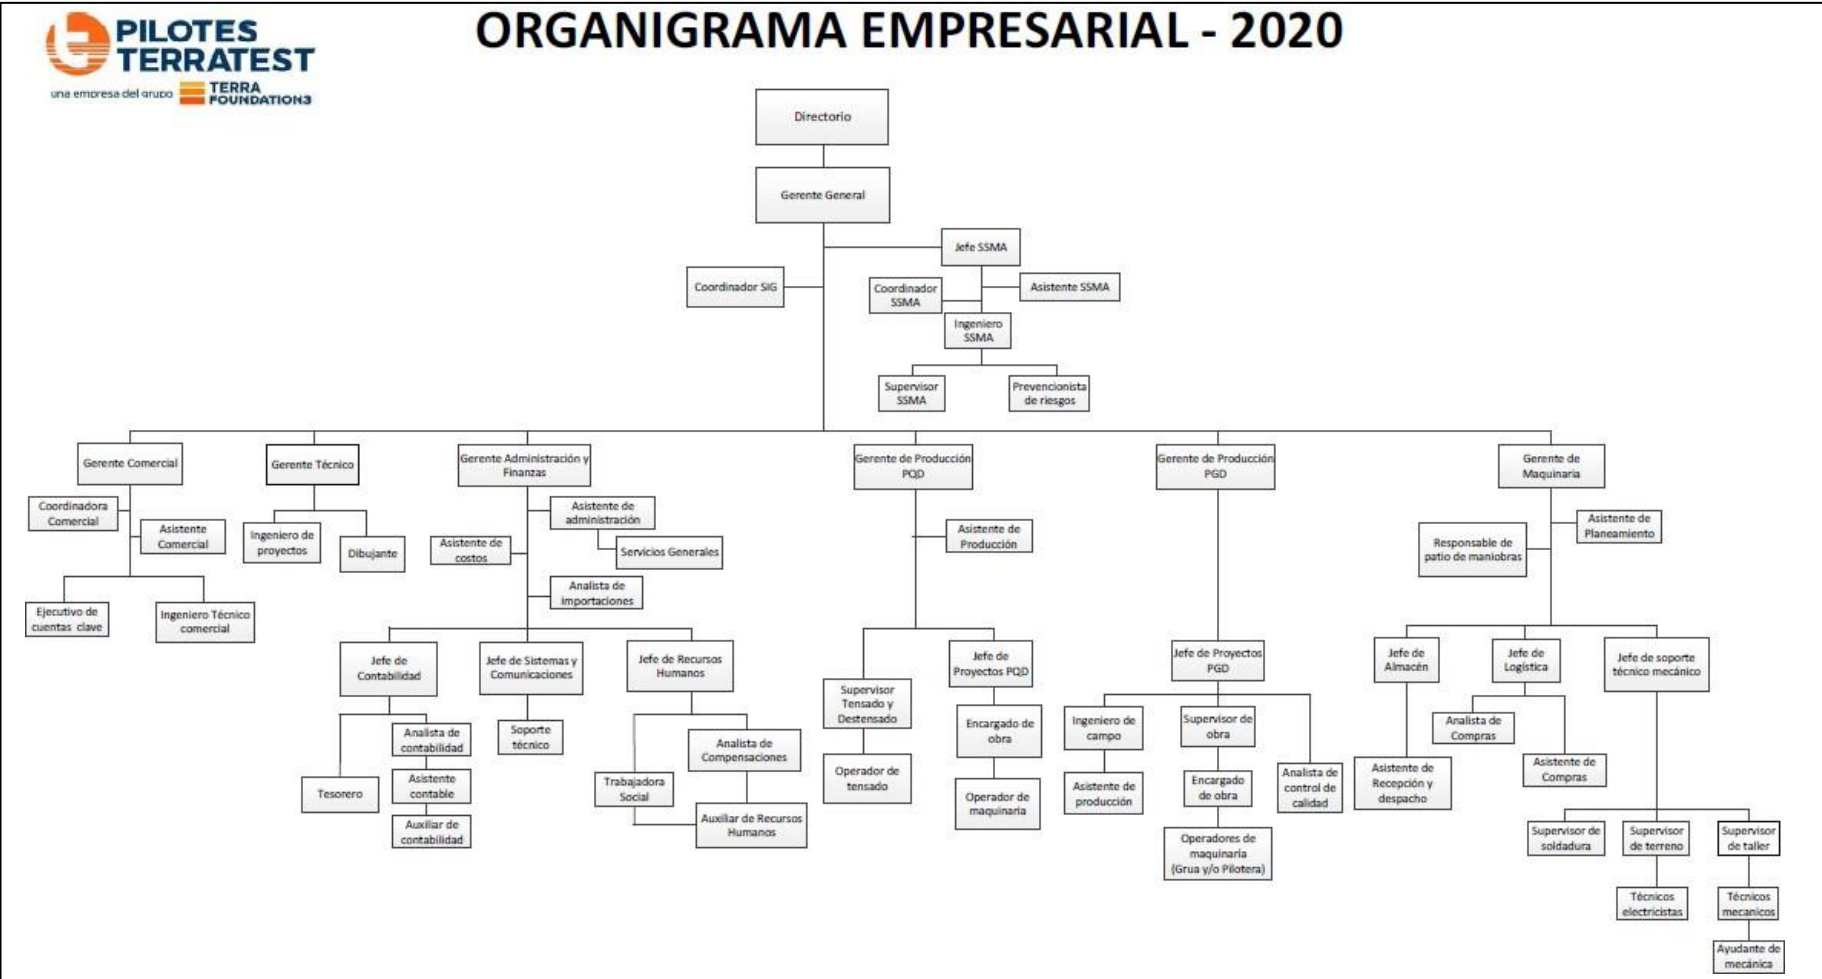 PILOTES
TERRATEST
una empresa del grupo
TERRA
FOUNDATION3
ORGANIGRAMA EMPRESARIAL - 2020
Directorio
Gerente General
Jefe SSMA
Coordinador SIG
Coordinador
SSMA
Asistente SSMA
Ingeniero
SSMA
Supervisor
SSMA
Prevencionista
de riesgos
Gerente Comercial
Gerente Técnico
Gerente Administración y
Finanzas
Gerente de Producción
PQD
Gerente de Producción
PGD
Gerente de
Maquinaria
Coordinadora
Comercial
Asistente
Comercial
Ejecutivo de
cuentas clave
Ingeniero Técnico
comercial
Ingeniero de
proyectos
Dibujante
Asistente de
administración
Asistente de
costos
Servicios Generales
Analista de
importaciones
Jefe de
Contabilidad
Jefe de Sistemas y
Comunicaciones
Jefe de Recursos
Humanos
Tesorero
Analista de
contabilidad
Asistente
contable
Auxiliar de
contabilidad
Soporte
técnico
Trabajadora
Social
Analista de
Compensaciones
Auxiliar de Recursos
Humanos
Asistente de
Producción
Supervisor
Tensado y
Destensado
Operador de
tensado
Jefe de
Proyectos PQD
Encargado de
obra
Operador de
maquinaria
Jefe de Proyectos
PGD
Ingeniero de
campo
Asistente de
producción
Supervisor de
obra
Encargado
de obra
Operadores de
maquinaría
(Grua y/o Pilotera)
Analista de
control de
calidad
Asistente de
Planeamiento
Responsable de
patio de maniobras
Jefe de
Almacén
Jefe de
Logística
Jefe de soporte
técnico mecánico
Asistente de
Recepción y
despacho
Analista de
Compras
Asistente de
Compras
Supervisor de
soldadura
Supervisor
de terreno
Supervisor
de taller
Técnicos
electricistas
Técnicos
mecanicos
Ayudante de
mecánica